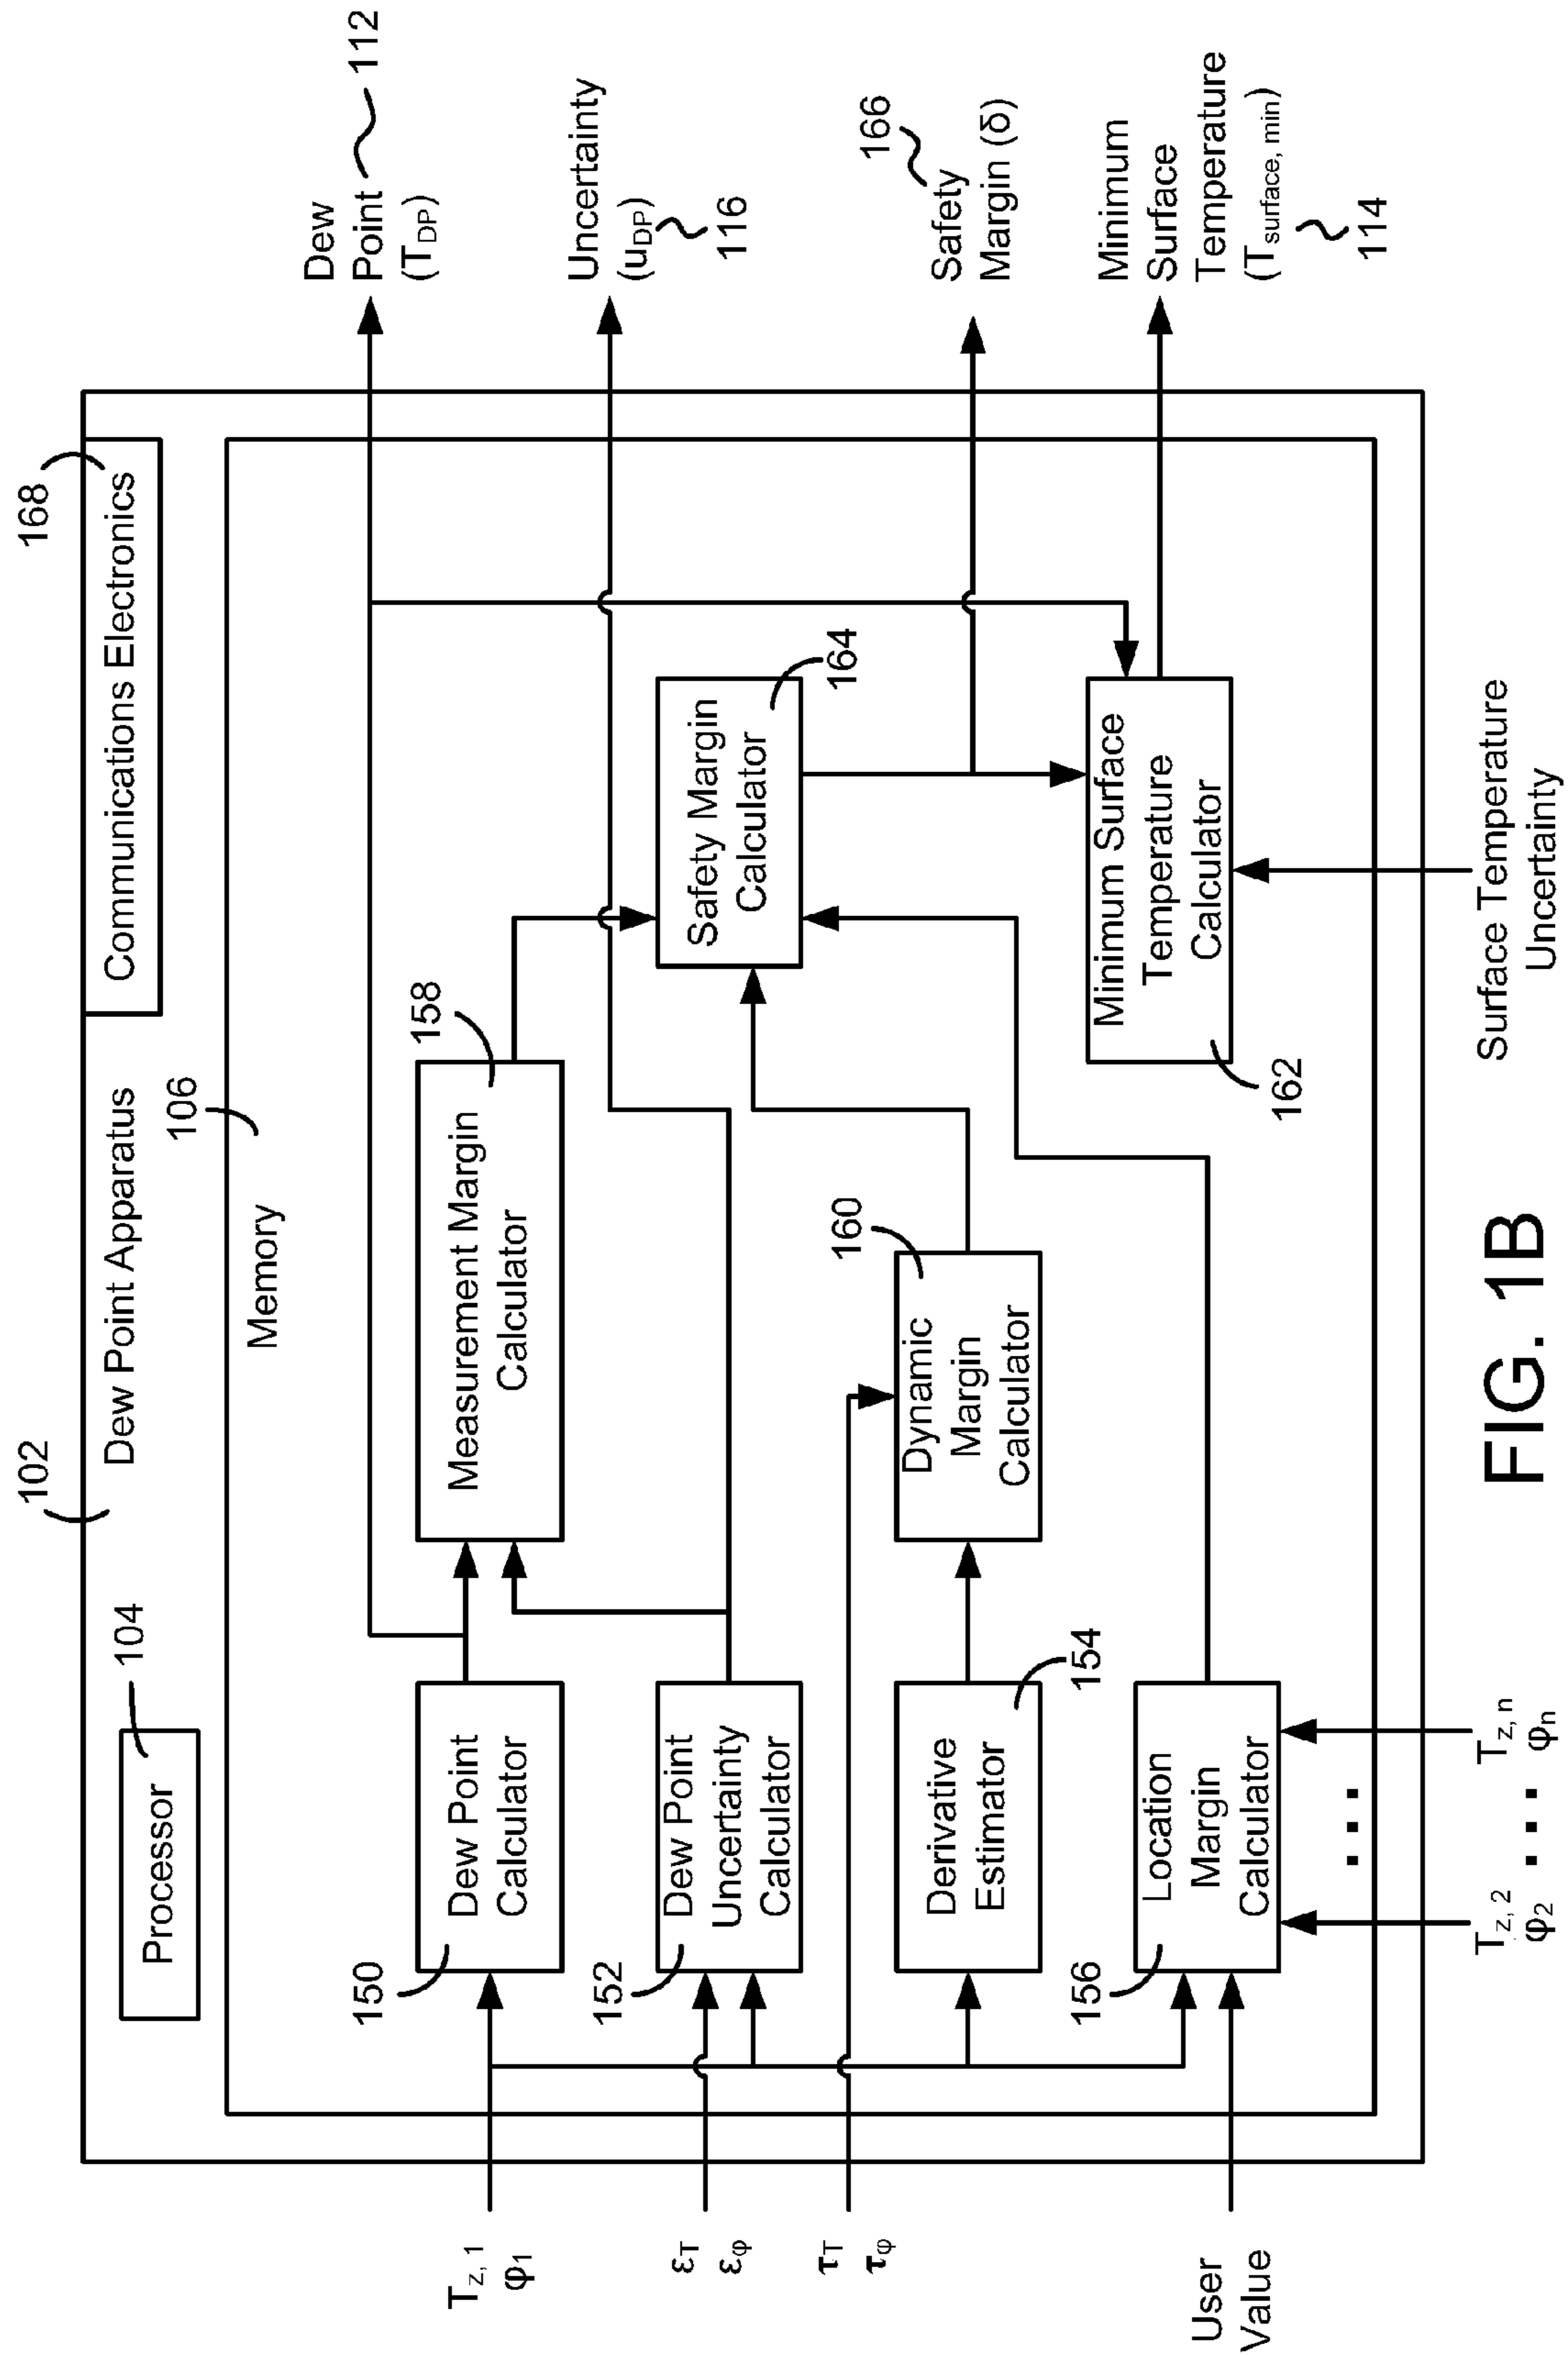 102
Dew Point Apparatus
168
Communications Electronics
104
Processor
106
Memory
Dew
Point
(T_DP)
112
Uncertainty
(u_DP)
116
166
Safety
Margin (δ)
Minimum
Surface
Temperature
(T_surface, min)
114
150
Dew Point
Calculator
158
Measurement Margin
Calculator
152
Dew Point
Uncertainty
Calculator
164
Safety Margin
Calculator
160
Dynamic
Margin
Calculator
154
Derivative
Estimator
156
Location
Margin
Calculator
162
Minimum Surface
Temperature
Calculator
T_z, 1
φ1
ε_T
ε_φ
τ_T
τ_φ
User
Value
T_z, 2
φ2
...
...
T_z, n
φn
Surface Temperature
Uncertainty
FIG. 1B